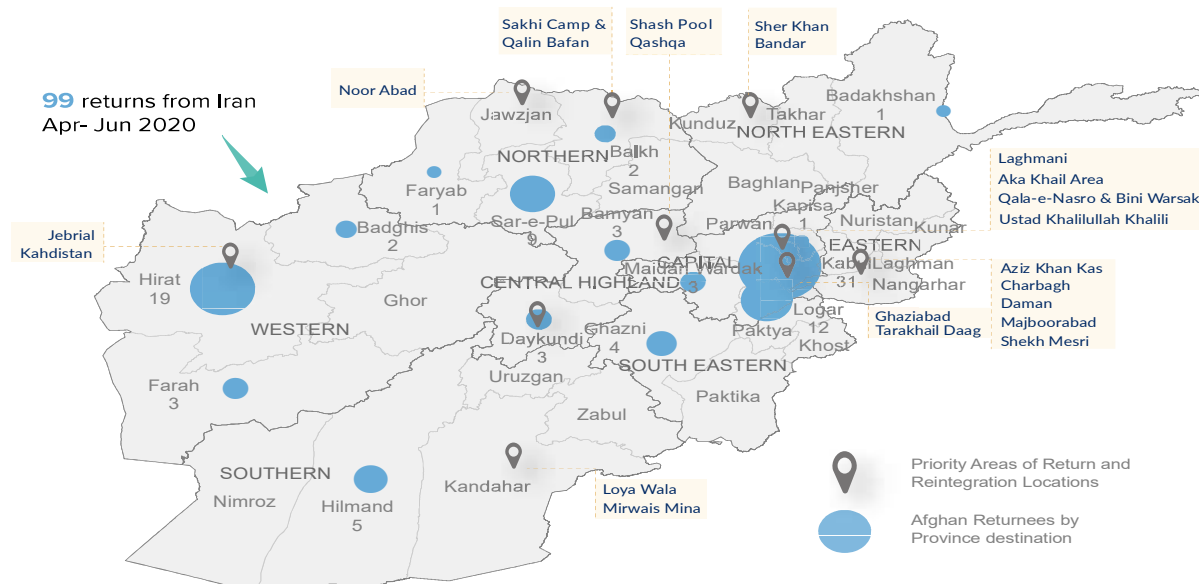 99 returns from Iran
Apr- Jun 2020
Noor Abad
Sakhi Camp &
Qalin Bafan
Shash Pool
Qashqa
Sher Khan
Bandar
Jebrial
Kahdistan
Laghmani
Aka Khail Area
Qala-e-Nasro & Bini Warsak
Ustad Khalilullah Khalili
Aziz Khan Kas
Charbagh
Daman
Majboorabad
Shekh Mesri
Ghaziabad
Tarakhail Daag
Loya Wala
Mirwais Mina
Jawzjan
NORTHERN
Balkh
2
Samangan
Kunduz
Takhar
NORTH EASTERN
Badakhshan
1
Faryab
1
Sar-e-Pul
9
Badghis
2
Baghlan
Panjsher
Kapisa
1
Parwan
Bamyan
3
Nuristan
Kunar
EASTERN
Laghman
Nangarhar
CAPITAL
Kabul
31
Maidan Wardak
3
CENTRAL HIGHLAND
Hirat
19
Ghor
WESTERN
Daykundi
3
Ghazni
4
Logar
12
Paktya
Khost
SOUTH EASTERN
Paktika
Uruzgan
Zabul
Farah
3
SOUTHERN
Nimroz
Hilmand
5
Kandahar
Priority Areas of Return and
Reintegration Locations
Afghan Returnees by
Province destination